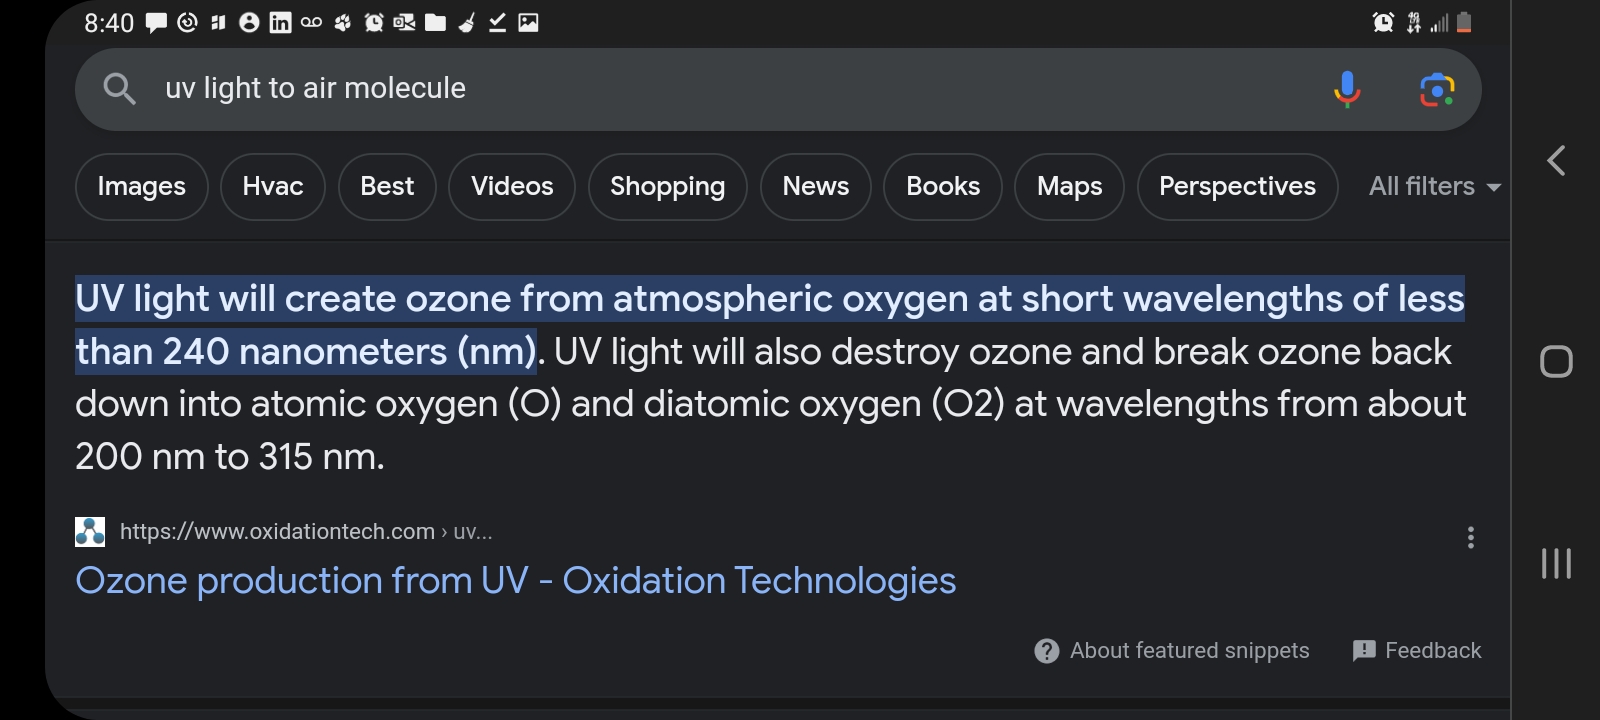 8:40
uv light to air molecule
Images Hvac Best Videos Shopping News Books Maps Perspectives All filters
UV light will create ozone from atmospheric oxygen at short wavelengths of less
than 240 nanometers (nm). UV light will also destroy ozone and break ozone back
down into atomic oxygen (O) and diatomic oxygen (O2) at wavelengths from about
200 nm to 315 nm.
https://www.oxidationtech.com › uv...
Ozone production from UV - Oxidation Technologies
About featured snippets Feedback